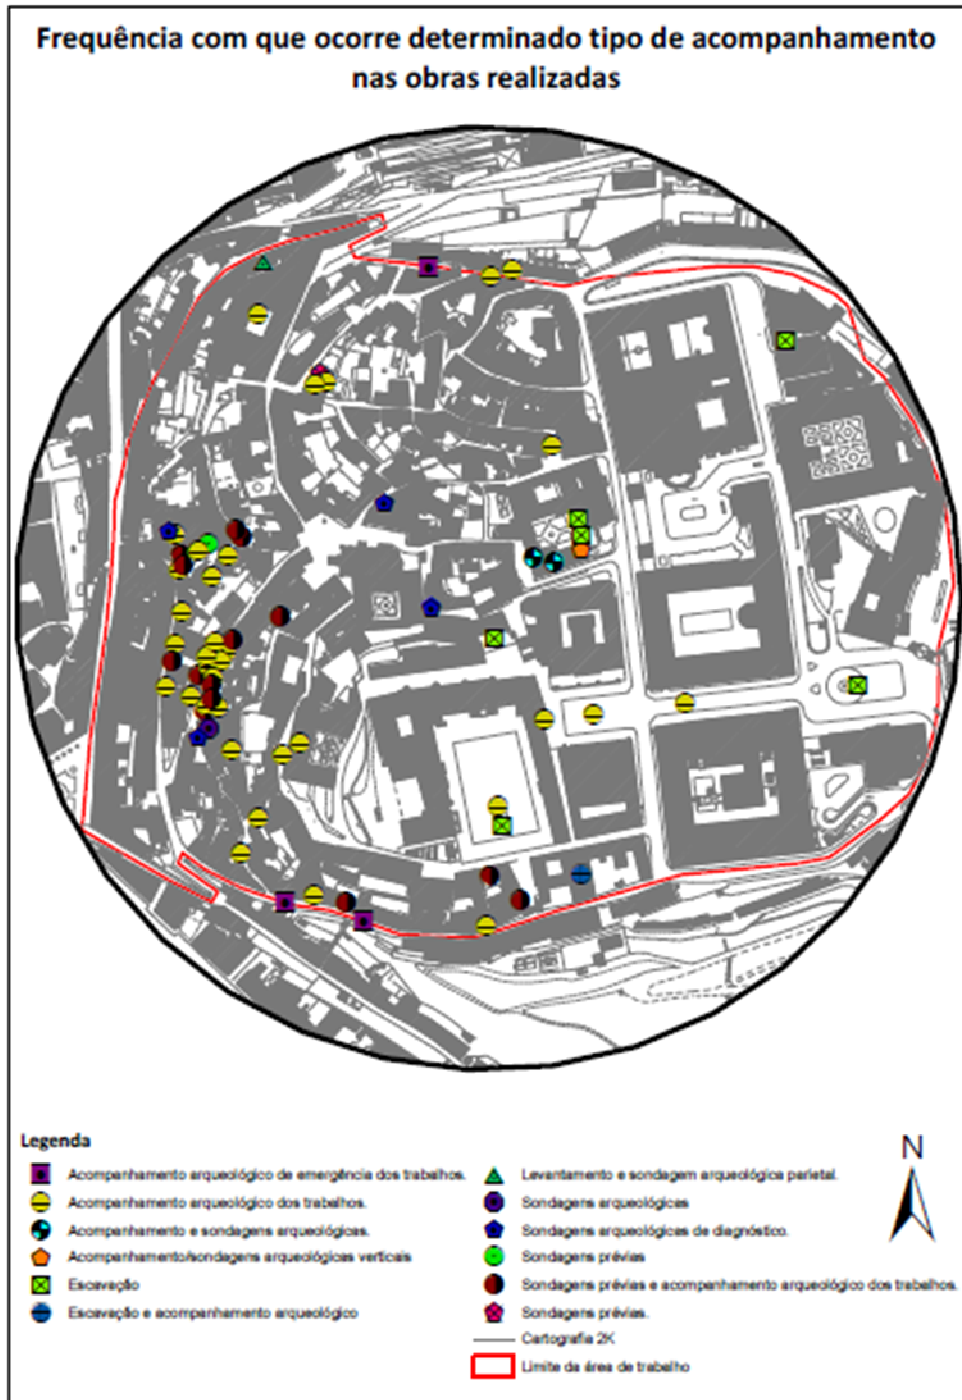 Frequência com que ocorre determinado tipo de acompanhamento
nas obras realizadas
Legenda
Acompanhamento arqueológico de emergência dos trabalhos.
Acompanhamento arqueológico dos trabalhos.
Acompanhamento e sondagens arqueológicas.
Acompanhamento/sondagens arqueológicas verticais
Escavação
Escavação e acompanhamento arqueológico
Levantamento e sondagem arqueológica parietal.
Sondagens arqueológicas
Sondagens arqueológicas de diagnóstico.
Sondagens prévias
Sondagens prévias e acompanhamento arqueológico dos trabalhos.
Sondagens prévias.
Cartografia 2K
Limite da área de trabalho
N